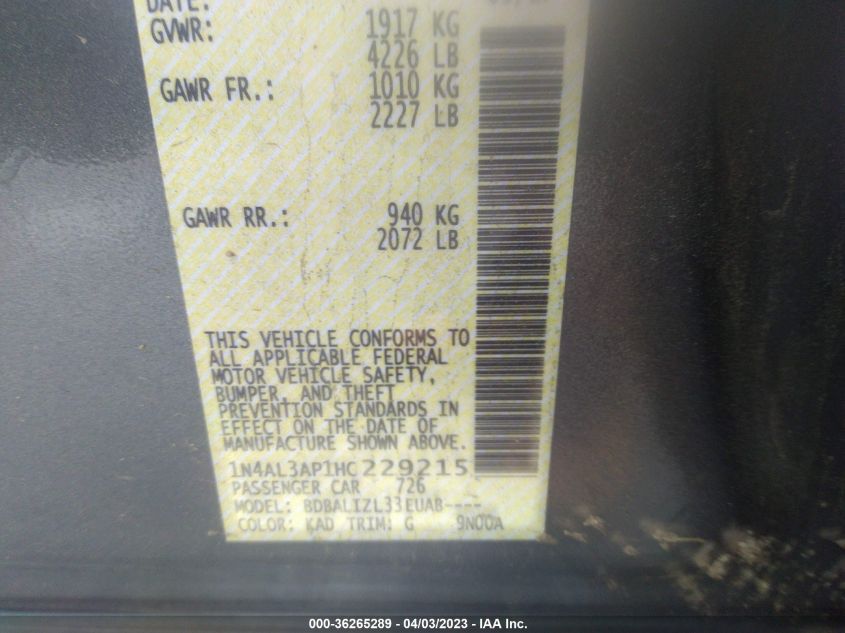 DATE:
GVWR: 1917 KG
4226 LB
GAWR FR.: 1010 KG
2227 LB
GAWR RR.: 940 KG
2072 LB
THIS VEHICLE CONFORMS TO
ALL APPLICABLE FEDERAL
MOTOR VEHICLE SAFETY,
BUMPER, AND THEFT
PREVENTION STANDARDS IN
EFFECT ON THE DATE OF
MANUFACTURE SHOWN ABOVE.
1N4AL3AP1HC229215
PASSENGER CAR 726
MODEL: BDBALIZL33EUAB----
COLOR: KAD TRIM: G 9N00A
000-36265289 - 04/03/2023 - IAA Inc.